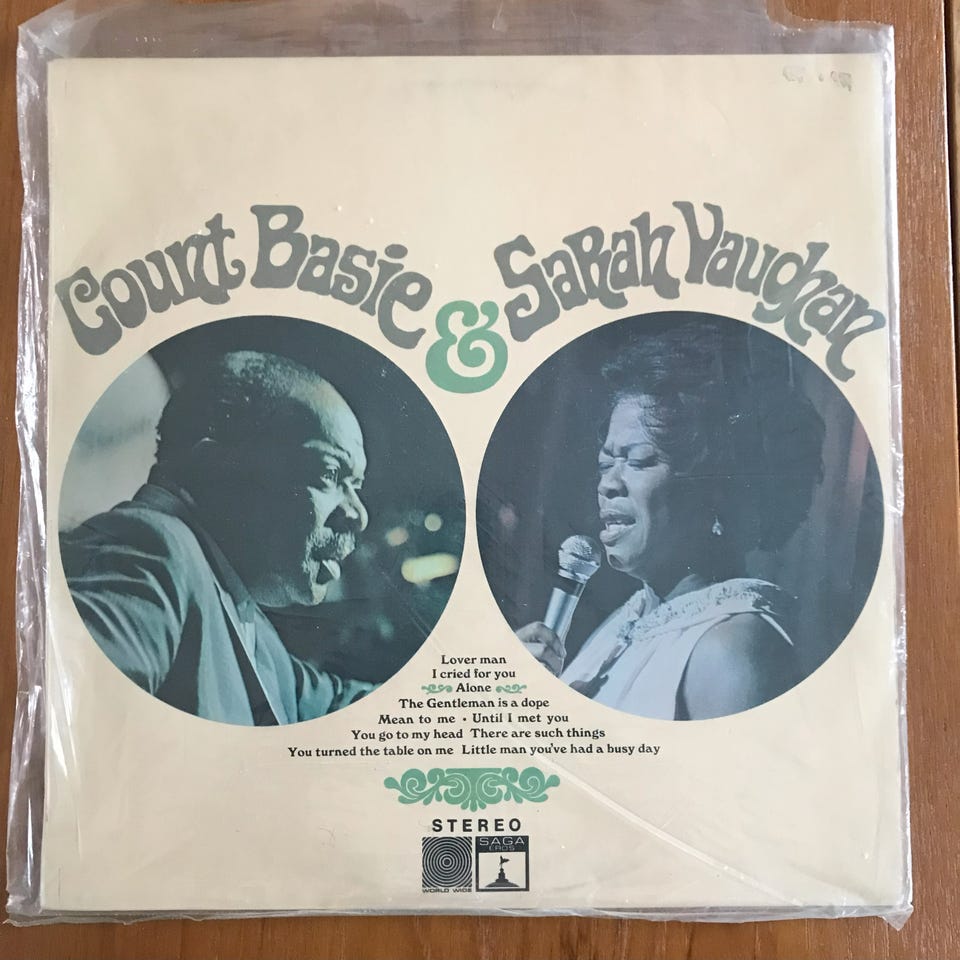 Count Basie & Sarah Vaughan
Lover man
I cried for you
Alone
The Gentleman is a dope
Mean to me • Until I met you
You go to my head There are such things
You turned the table on me Little man you've had a busy day
STEREO
WORLD WIDE
SAGA
EROS